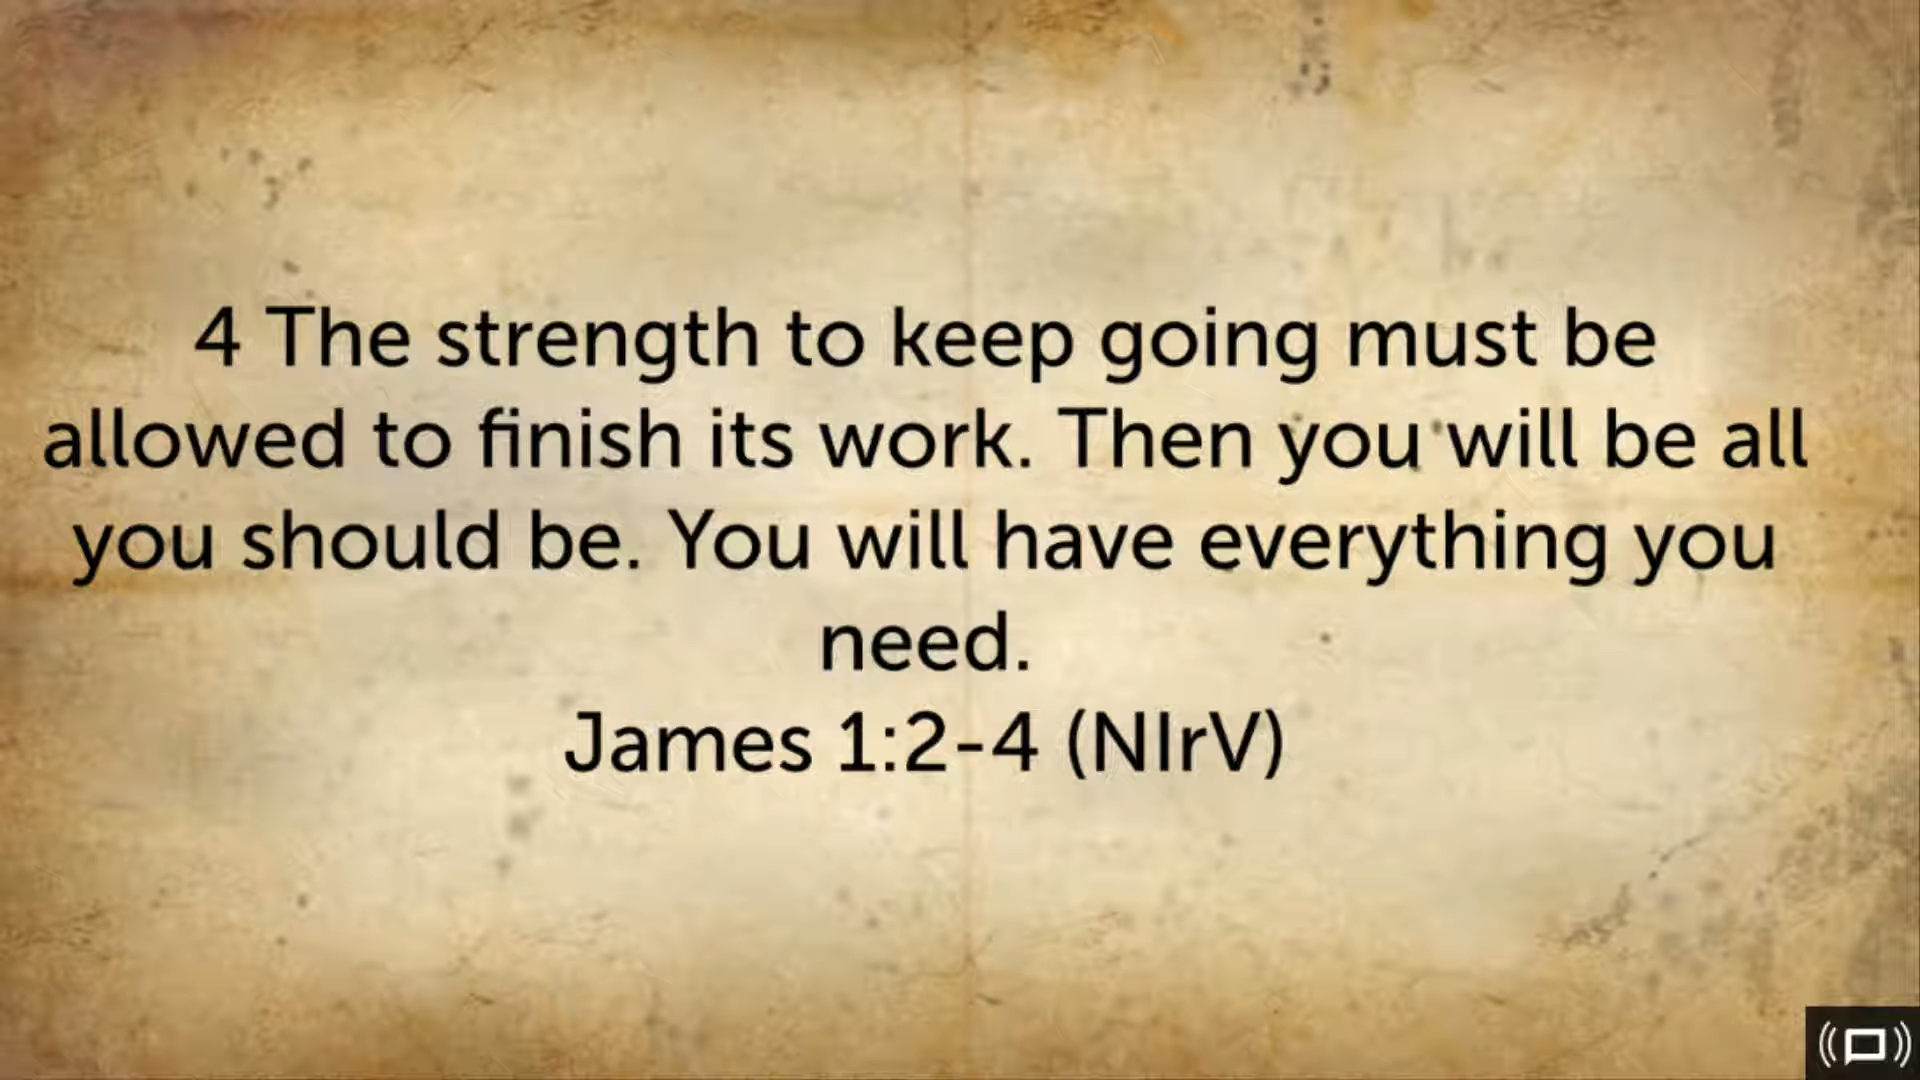 4 The strength to keep going must be
allowed to finish its work. Then you will be all
you should be. You will have everything you
need.
James 1:2-4 (NIrV)